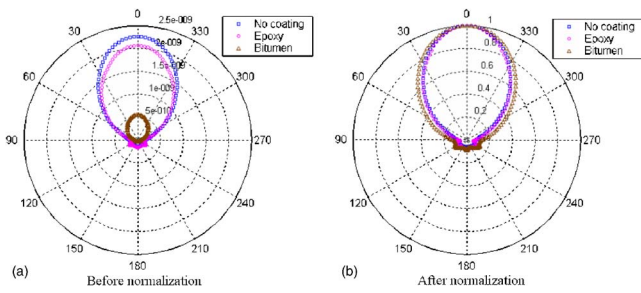 0
30
60
90
120
150
180
210
240
270
300
330
2.5e-009
2e-009
1.5e-009
1e-009
5e-010
No coating
Epoxy
Bitumen
(a)
Before normalization
0
30
60
90
120
150
180
210
240
270
300
330
1
0.8
0.6
0.4
0.2
No coating
Epoxy
Bitumen
(b)
After normalization